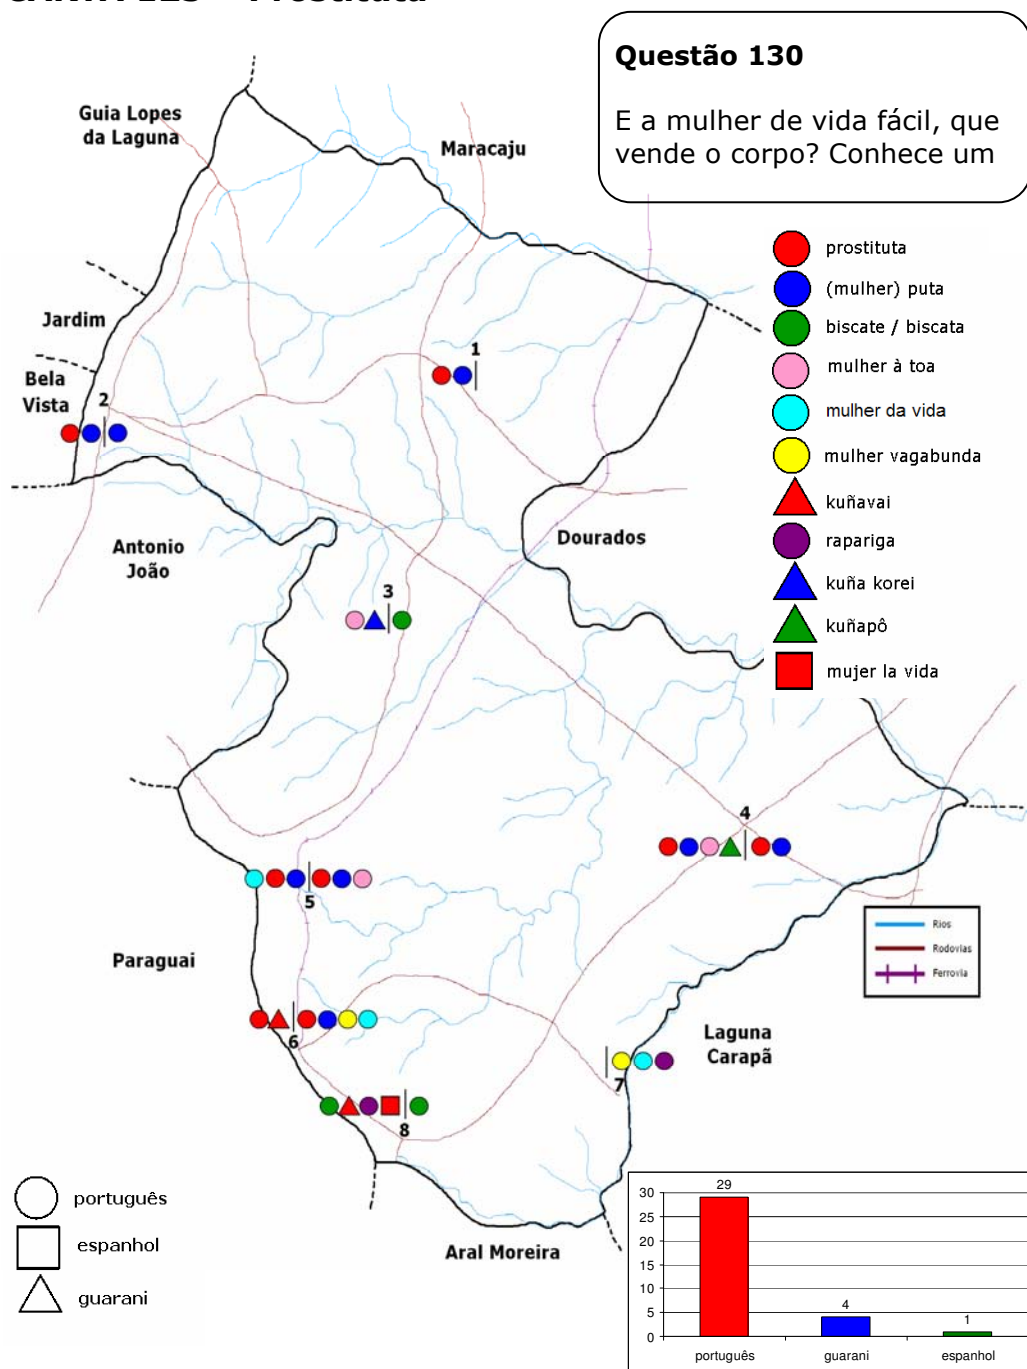 Questão 130
E a mulher de vida fácil, que
vende o corpo? Conhece um
Guia Lopes
da Laguna
Maracaju
prostituta
(mulher) puta
biscate / biscata
mulher à toa
mulher da vida
mulher vagabunda
kuñavai
rapariga
kuña korei
kuñapô
mujer la vida
Jardim
1
Bela
Vista
2
Dourados
Antonio
João
3
4
5
Rios
Rodovias
Ferrovia
Paraguai
6
Laguna
Carapã
7
8
português
espanhol
guarani
Aral Moreira
30
25
20
15
10
5
0
29
4
1
português
guarani
espanhol